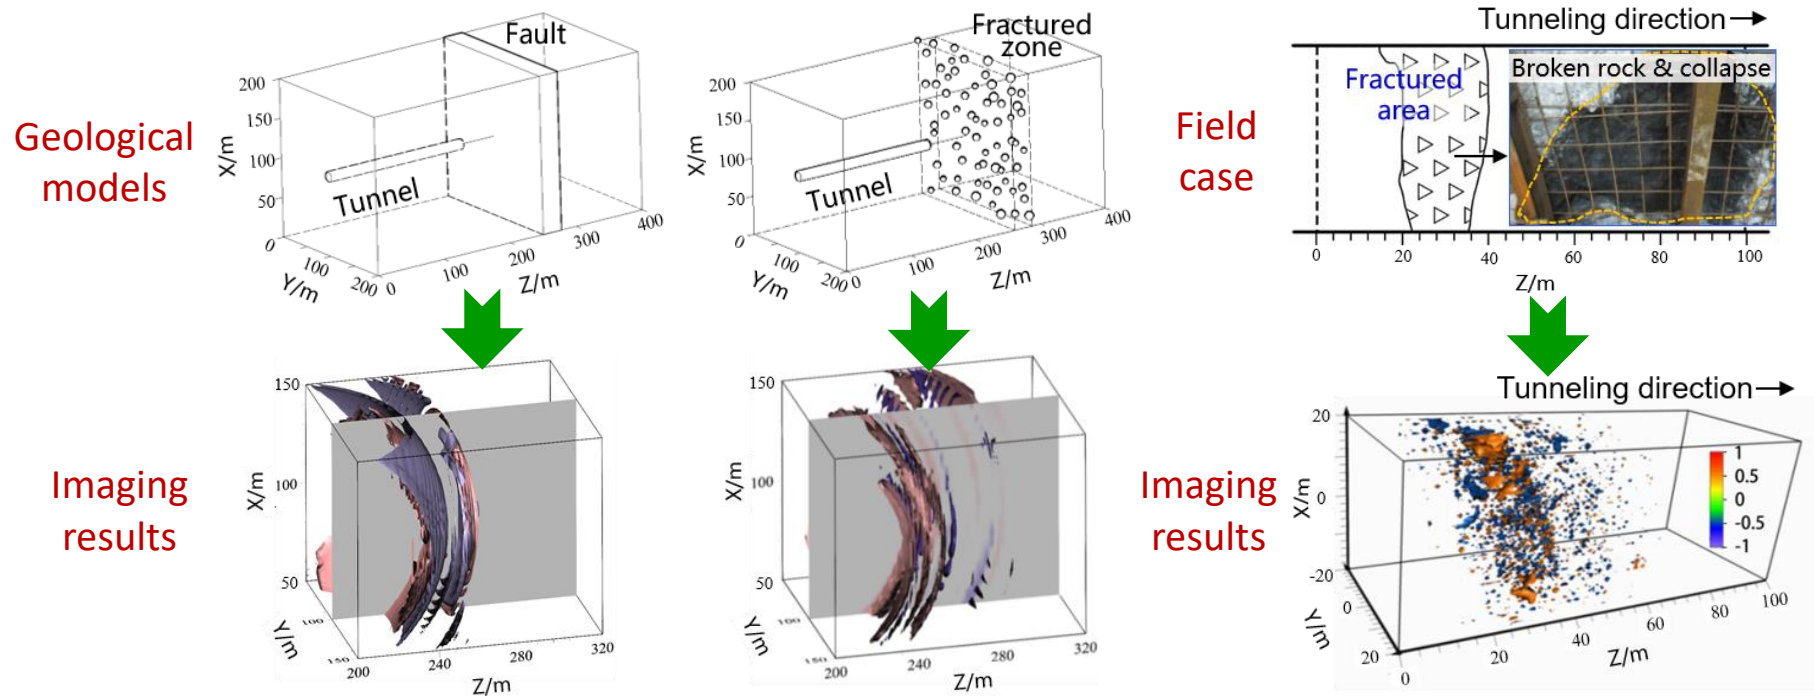 Geological
models
Fault
Tunnel
X/m
200
150
100
50
0
100
200
Y/m
0
100
200
300
400
Z/m
Fractured
zone
Tunnel
X/m
200
150
100
50
0
100
200
Y/m
0
100
200
300
400
Z/m
Field
case
Tunneling direction
Fractured
area
Broken rock & collapse
0
20
40
60
80
100
Z/m
Imaging
results
X/m
150
100
50
Y/m
100
150
200
240
280
320
Z/m
X/m
150
100
50
Y/m
100
150
200
240
280
320
Z/m
Imaging
results
Tunneling direction
X/m
20
0
-20
Y/m
0
20
0
20
40
60
80
100
Z/m
1
0.5
0
-0.5
-1